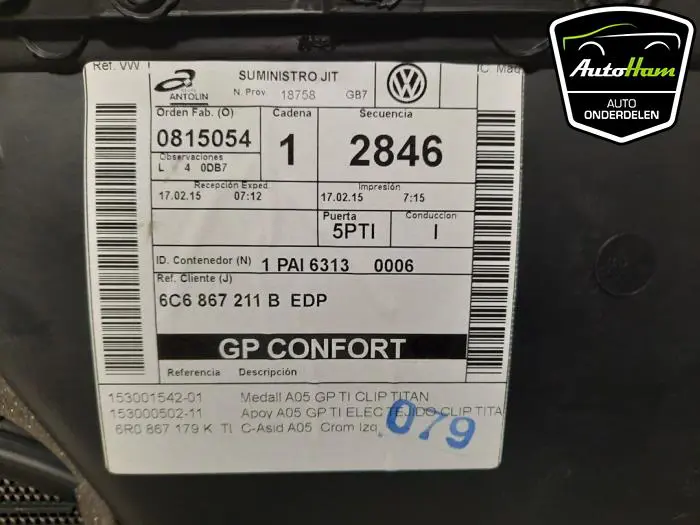 Ref. VW
SUMINISTRO JIT
ANTOLIN
N. Prov. 18758 GB7
Orden Fab. (O) Cadena Secuencia
0815054 1 2846
Observaciones
L 4 0DB7
Recepción Exped. Impresión
17.02.15 07:12 17.02.15 7:15
Puerta Conduccion
5PTI I
ID. Contenedor (N) 1 PAI 6313 0006
Ref. Cliente (J)
6C6 867 211 B EDP
GP CONFORT
Referencia Descripción
153001542-01 Medall A05 GP TI CLIP TITAN
153000502-11 Apoy A05 GP TI ELEC TEJIDO CLIP TITA
6R0 867 179 K TI C-Asid A05 Crom Izq.
079
AutoHam
AUTO
ONDERDELEN